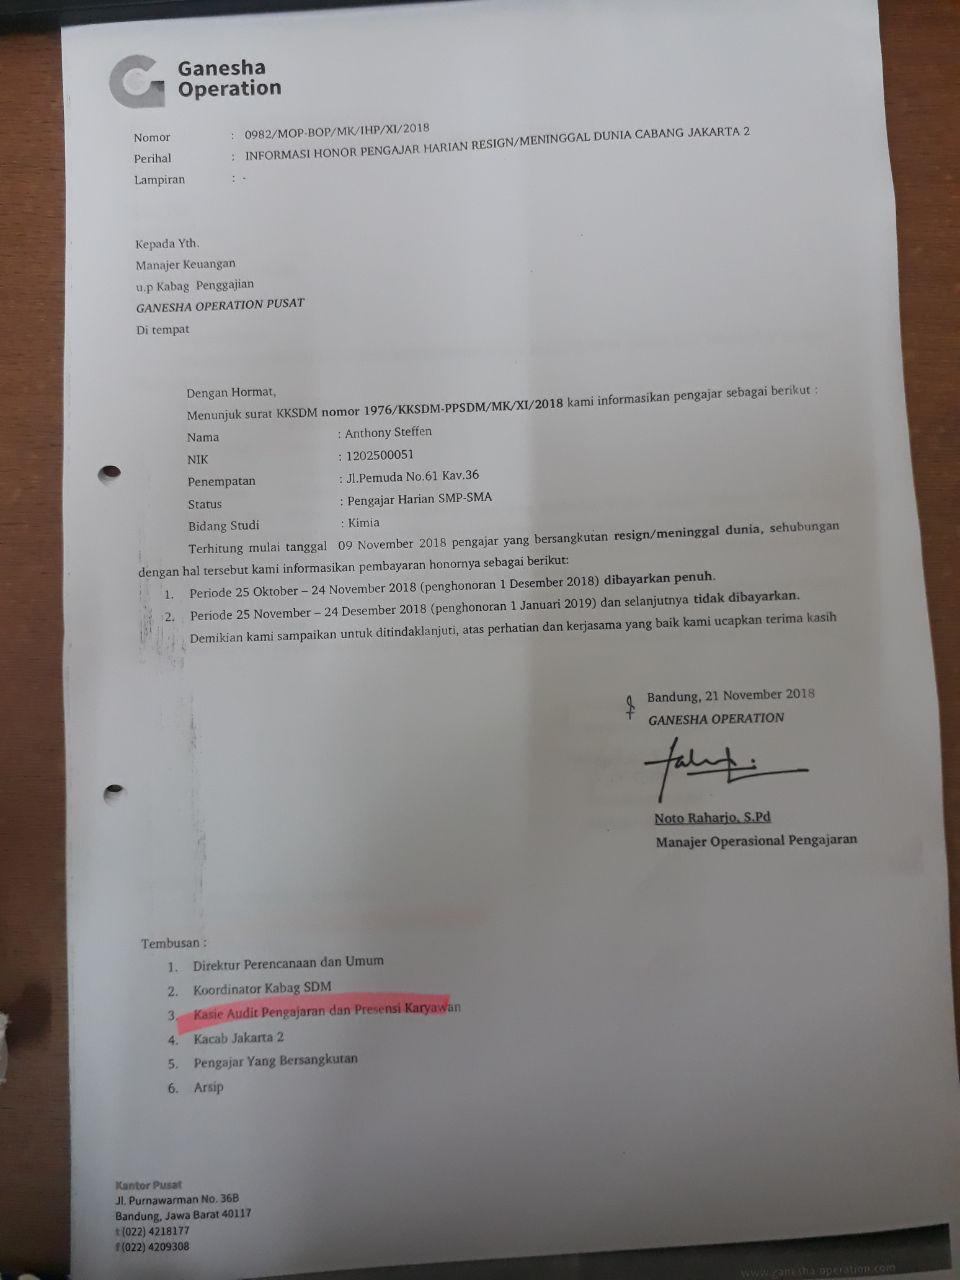 Ganesha
Operation
Nomor : 0982/MOP-BOP/MK/IHP/XI/2018
Perihal : INFORMASI HONOR PENGAJAR HARIAN RESIGN/MENINGGAL DUNIA CABANG JAKARTA 2
Lampiran : -
Kepada Yth.
Manajer Keuangan
u.p Kabag Penggajian
GANESHA OPERATION PUSAT
Di tempat
Dengan Hormat,
Menunjuk surat KKSDM nomor 1976/KKSDM-PPSDM/MK/XI/2018 kami informasikan pengajar sebagai berikut :
Nama : Anthony Steffen
NIK : 1202500051
Penempatan : Jl.Pemuda No.61 Kav.36
Status : Pengajar Harian SMP-SMA
Bidang Studi : Kimia
Terhitung mulai tanggal 09 November 2018 pengajar yang bersangkutan resign/meninggal dunia, sehubungan
dengan hal tersebut kami informasikan pembayaran honornya sebagai berikut:
1. Periode 25 Oktober – 24 November 2018 (penghonoran 1 Desember 2018) dibayarkan penuh.
2. Periode 25 November – 24 Desember 2018 (penghonoran 1 Januari 2019) dan selanjutnya tidak dibayarkan.
Demikian kami sampaikan untuk ditindaklanjuti, atas perhatian dan kerjasama yang baik kami ucapkan terima kasih
Bandung, 21 November 2018
GANESHA OPERATION
Noto Raharjo, S.Pd
Manajer Operasional Pengajaran
Tembusan :
1. Direktur Perencanaan dan Umum
2. Koordinator Kabag SDM
3. Kasie Audit Pengajaran dan Presensi Karyawan
4. Kacab Jakarta 2
5. Pengajar Yang Bersangkutan
6. Arsip
Kantor Pusat
Jl. Purnawarman No. 36B
Bandung, Jawa Barat 40117
t (022) 4218177
f (022) 4209308
www.ganesha-operation.com